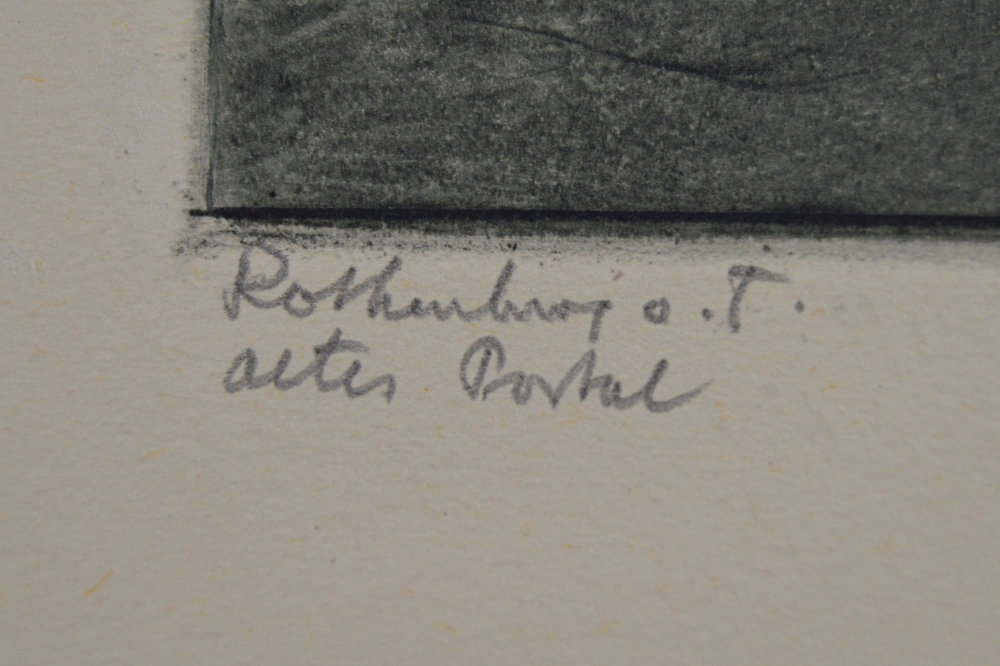 Rothenburg o. T.
altes Portal